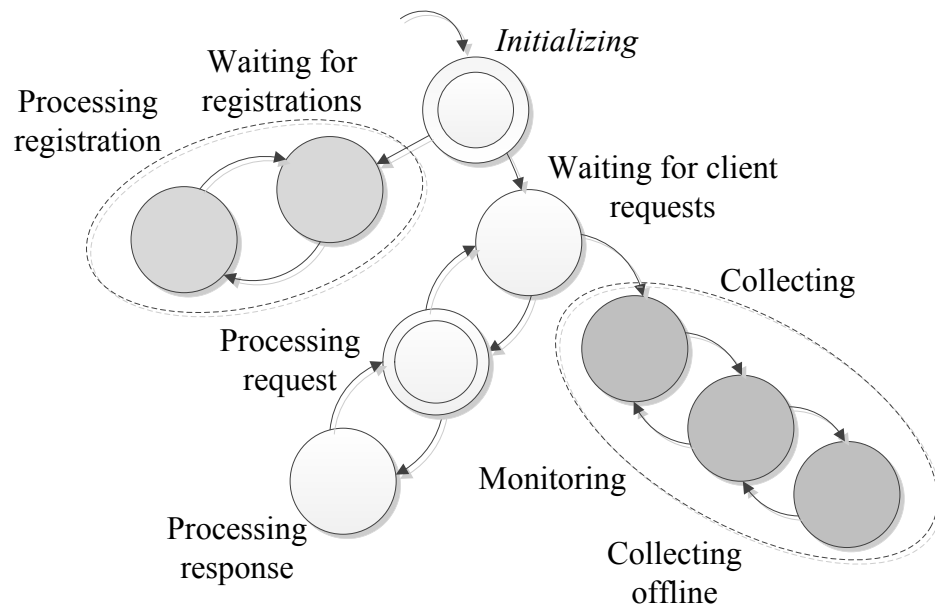 Initializing
Waiting for
registrations
Processing
registration
Waiting for client
requests
Collecting
Processing
request
Monitoring
Processing
response
Collecting
offline